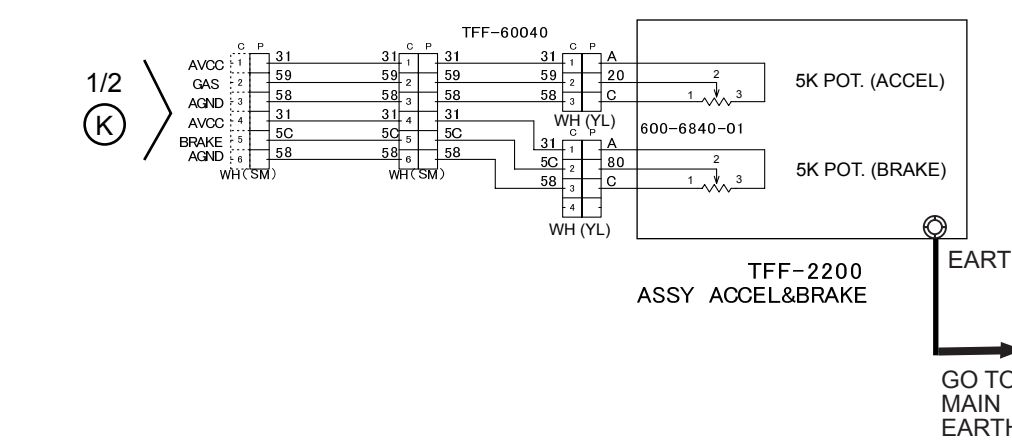 TFF-60040
C P C P C P
AVCC 1 31 31 1 31 31 1 A
GAS 2 59 59 2 59 59 2 20
AGND 3 58 58 3 58 58 3 C
AVCC 4 31 31 4 31
BRAKE 5 5C 5C 5 5C
AGND 6 58 58 6 58
WH(SM) WH(SM)
WH (YL)
C P
31 1 A
5C 2 80
58 3 C
4
WH (YL)
1/2
K
600-6840-01
2
1 3
5K POT. (ACCEL)
2
1 3
5K POT. (BRAKE)
EART
TFF-2200
ASSY ACCEL&BRAKE
GO TO
MAIN
EARTH